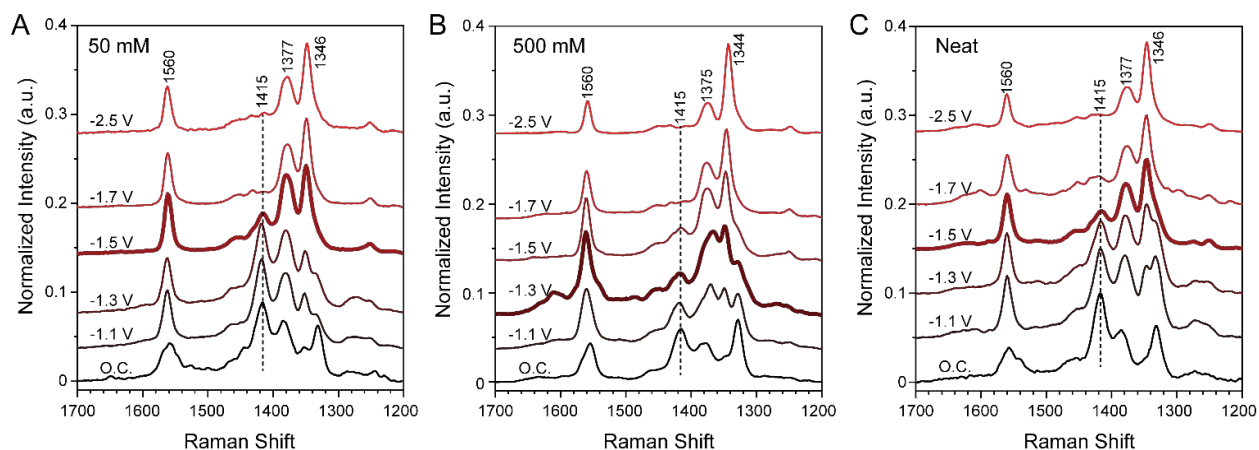 A
50 mM
Normalized Intensity (a.u.)
0.4
0.3
0.2
0.1
0
1560
1415
1377
1346
-2.5 V
-1.7 V
-1.5 V
-1.3 V
-1.1 V
O.C.
1700 1600 1500 1400 1300 1200
Raman Shift
B
500 mM
Normalized Intensity (a.u.)
0.4
0.3
0.2
0.1
0
1560
1415
1375
1344
-2.5 V
-1.7 V
-1.5 V
-1.3 V
-1.1 V
O.C.
1700 1600 1500 1400 1300 1200
Raman Shift
C
Neat
Normalized Intensity (a.u.)
0.4
0.3
0.2
0.1
0
1560
1415
1377
1346
-2.5 V
-1.7 V
-1.5 V
-1.3 V
-1.1 V
O.C.
1700 1600 1500 1400 1300 1200
Raman Shift